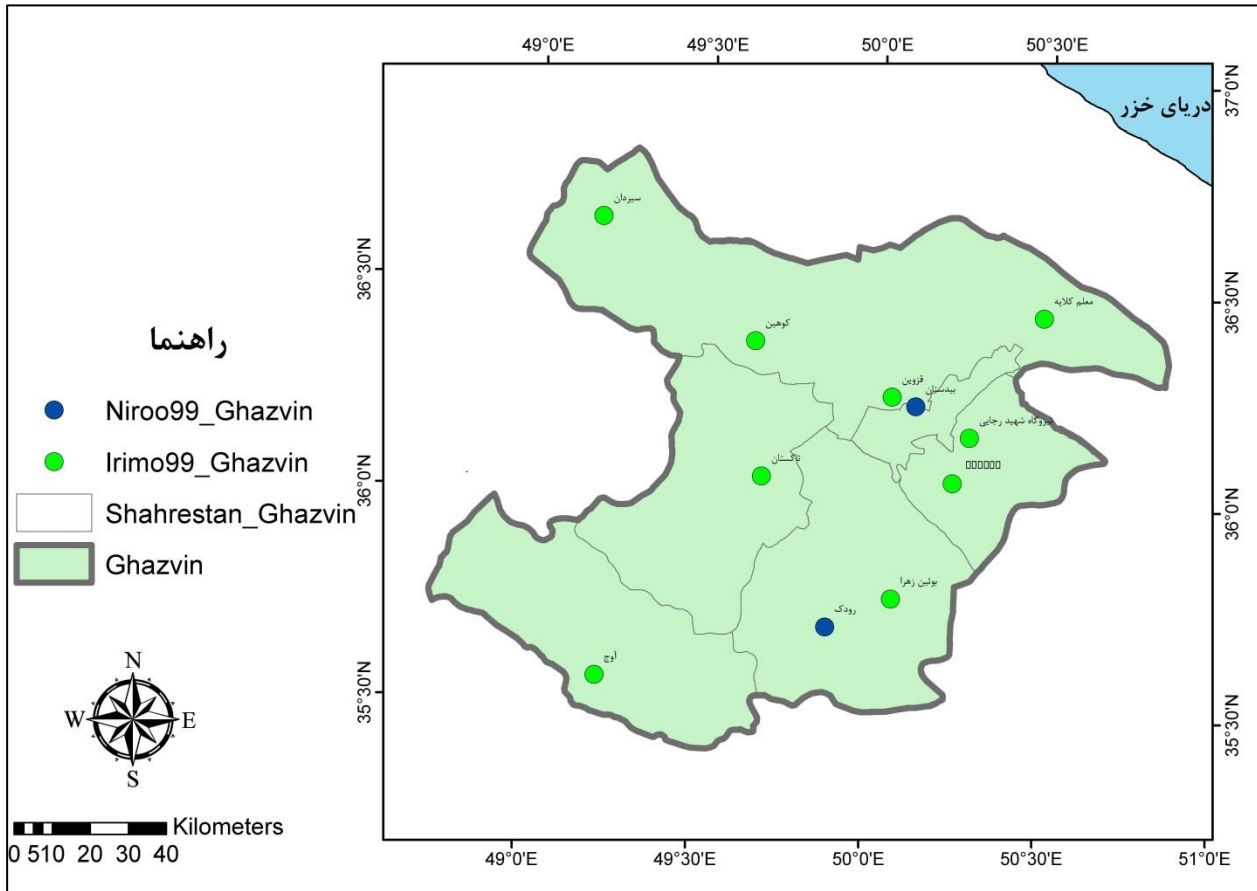 49°0'E 49°30'E 50°0'E 50°30'E
37°0'N
دریای خزر
سیردان
36°30'N
36°30'N
معلم کلایه
کوهین
راهنما
قزوین
بیدستان
Niroo99_Ghazvin
نیروگاه شهید رجایی
Irimo99_Ghazvin
تاکستان
36°0'N
Shahrestan_Ghazvin
36°0'N
Ghazvin
بوئین زهرا
رودک
آوج
N
W E
S
35°30'N
35°30'N
Kilometers
0 5 10 20 30 40
49°0'E 49°30'E 50°0'E 50°30'E 51°0'E